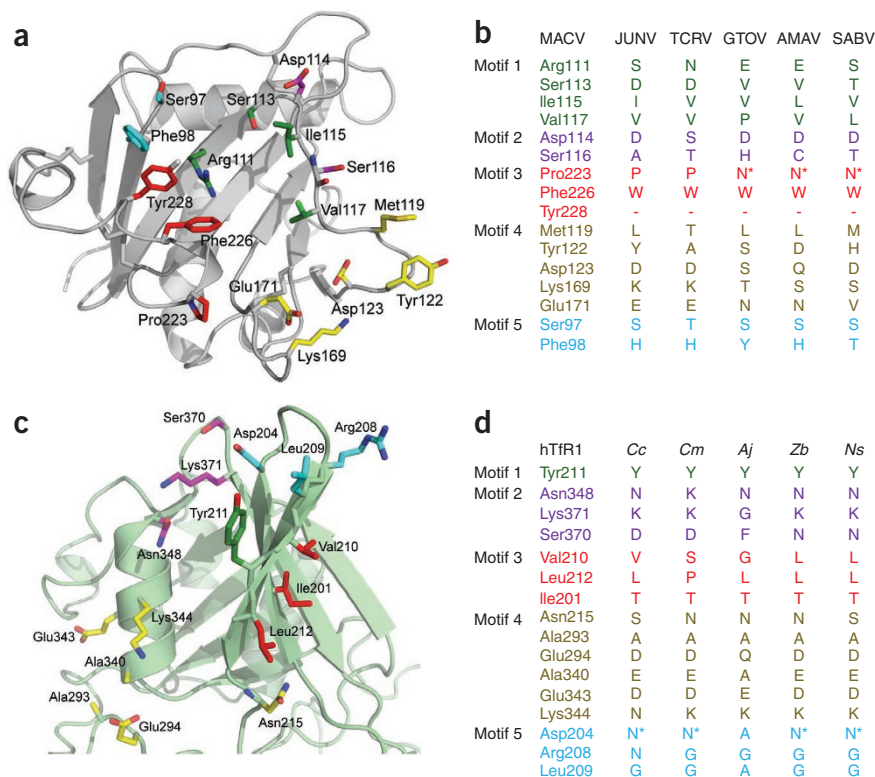 a
Asp114
Ser97
Ser113
Phe98
Ile115
Arg111
Ser116
Tyr228
Val117
Met119
Phe226
Glu171
Asp123
Tyr122
Pro223
Lys169
b
MACV JUNV TCRV GTOV AMAV SABV
Motif 1 Arg111 S N E E S
Ser113 D D V V T
Ile115 I V V L V
Val117 V V P V L
Motif 2 Asp114 D S D D D
Ser116 A T H C T
Motif 3 Pro223 P P N* N* N*
Phe226 W W W W W
Tyr228 - - - - -
Motif 4 Met119 L T L L M
Tyr122 Y A S D H
Asp123 D D S Q D
Lys169 K K T S S
Glu171 E E N N V
Motif 5 Ser97 S T S S S
Phe98 H H Y H T
c
Ser370
Asp204
Arg208
Leu209
Lys371
Tyr211
Asn348
Val210
Ile201
Lys344
Glu343
Leu212
Ala340
Ala293
Glu294
Asn215
d
hTfR1 Cc Cm Aj Zb Ns
Motif 1 Tyr211 Y Y Y Y Y
Motif 2 Asn348 N K N N N
Lys371 K K G K K
Ser370 D D F N N
Motif 3 Val210 V S G L L
Leu212 L P L L L
Ile201 T T T T T
Motif 4 Asn215 S N N N S
Ala293 A A A A A
Glu294 D D Q D D
Ala340 E E A E E
Glu343 D D E D D
Lys344 N K K K K
Motif 5 Asp204 N* N* A N* N*
Arg208 N G G G G
Leu209 G G A G G